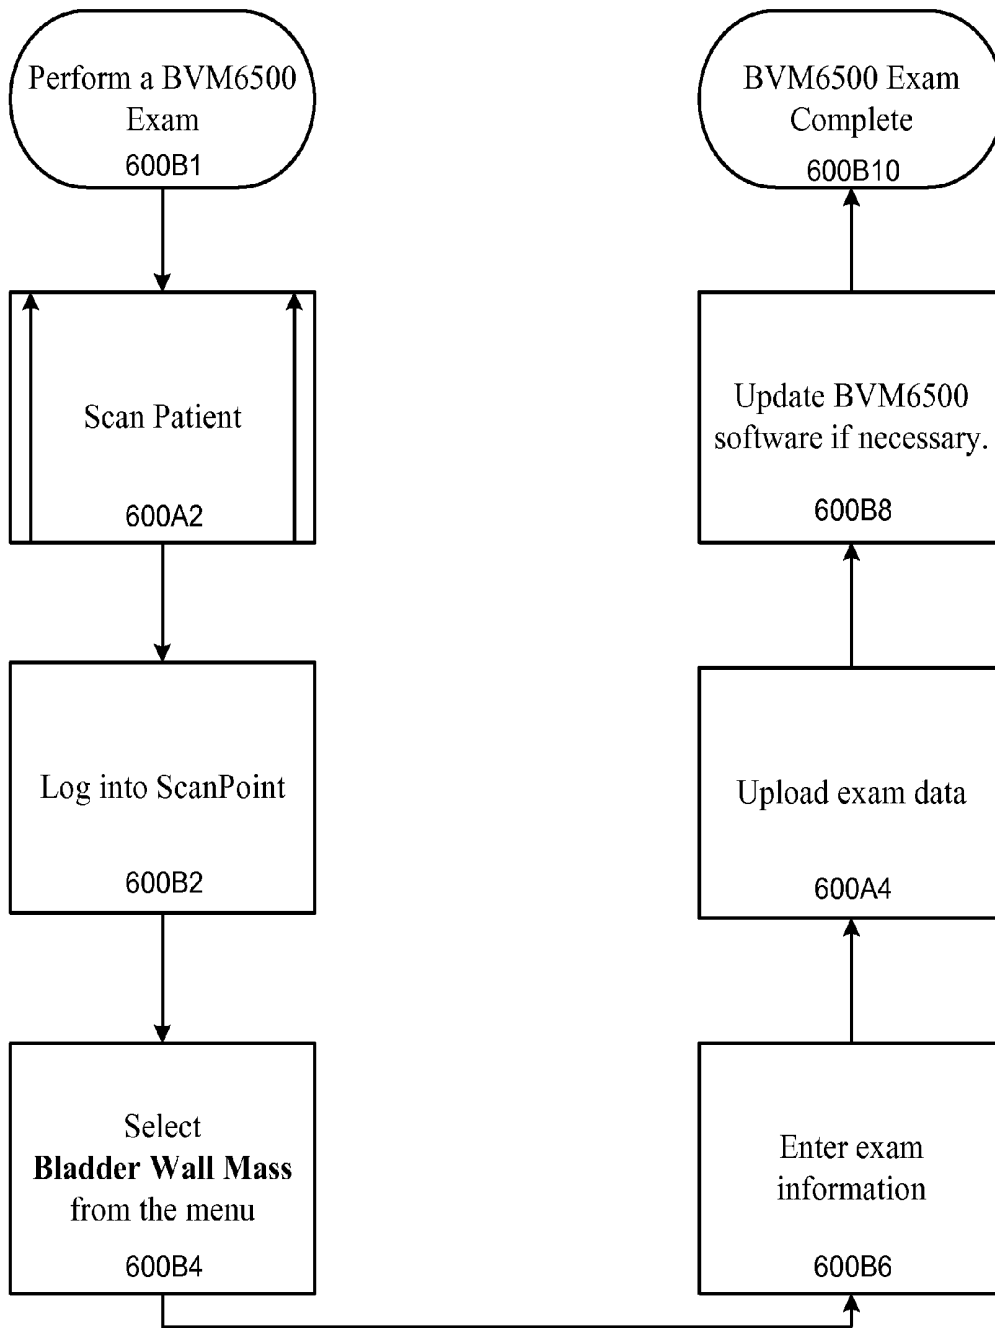 Perform a BVM6500
Exam
600B1
Scan Patient
600A2
Log into ScanPoint
600B2
Select
Bladder Wall Mass
from the menu
600B4
Enter exam
information
600B6
Upload exam data
600A4
Update BVM6500
software if necessary.
600B8
BVM6500 Exam
Complete
600B10